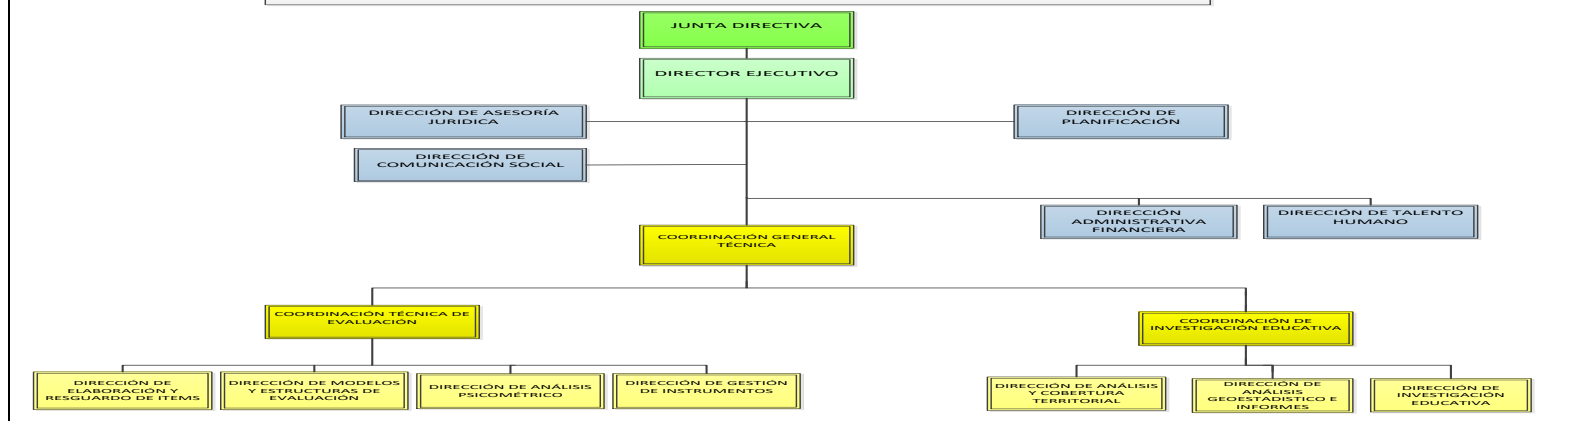 JUNTA DIRECTIVA
DIRECTOR EJECUTIVO
DIRECCIÓN DE ASESORÍA
JURIDICA
DIRECCIÓN DE
PLANIFICACIÓN
DIRECCIÓN DE
COMUNICACIÓN SOCIAL
DIRECCIÓN
ADMINISTRATIVA
FINANCIERA
DIRECCIÓN DE TALENTO
HUMANO
COORDINACIÓN GENERAL
TÉCNICA
COORDINACIÓN TÉCNICA DE
EVALUACIÓN
COORDINACIÓN DE
INVESTIGACIÓN EDUCATIVA
DIRECCIÓN DE
ELABORACIÓN Y
RESGUARDO DE ITEMS
DIRECCIÓN DE MODELOS
Y ESTRUCTURAS DE
EVALUACIÓN
DIRECCIÓN DE ANÁLISIS
PSICOMÉTRICO
DIRECCIÓN DE GESTIÓN
DE INSTRUMENTOS
DIRECCIÓN DE ANÁLISIS
Y COBERTURA
TERRITORIAL
DIRECCIÓN DE
ANÁLISIS
GEOESTADISTICO E
INFORMES
DIRECCIÓN DE
INVESTIGACIÓN
EDUCATIVA